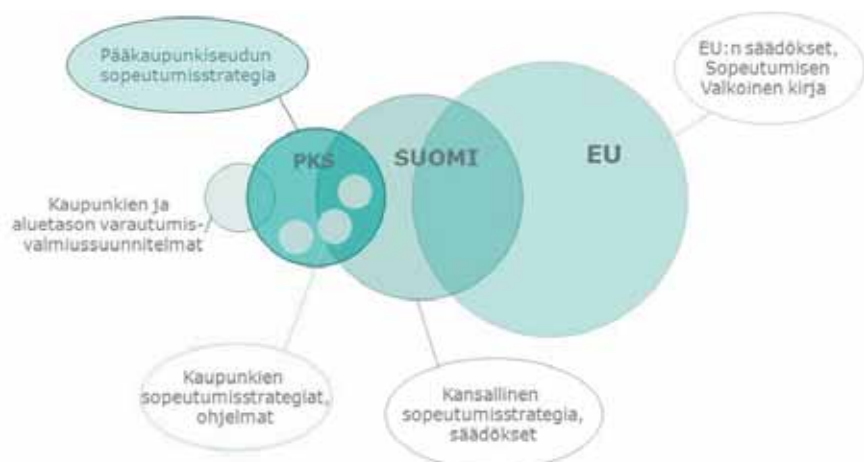 Pääkaupunkiseudun
sopeutumisstrategia
EU:n säädökset,
Sopeutumisen
Valkoinen kirja
PKS
SUOMI
EU
Kaupunkien ja
aluetason varautumis-
valmiussuunnitelmat
Kaupunkien
sopeutumisstrategiat,
ohjelmat
Kansallinen
sopeutumisstrategia,
säädökset